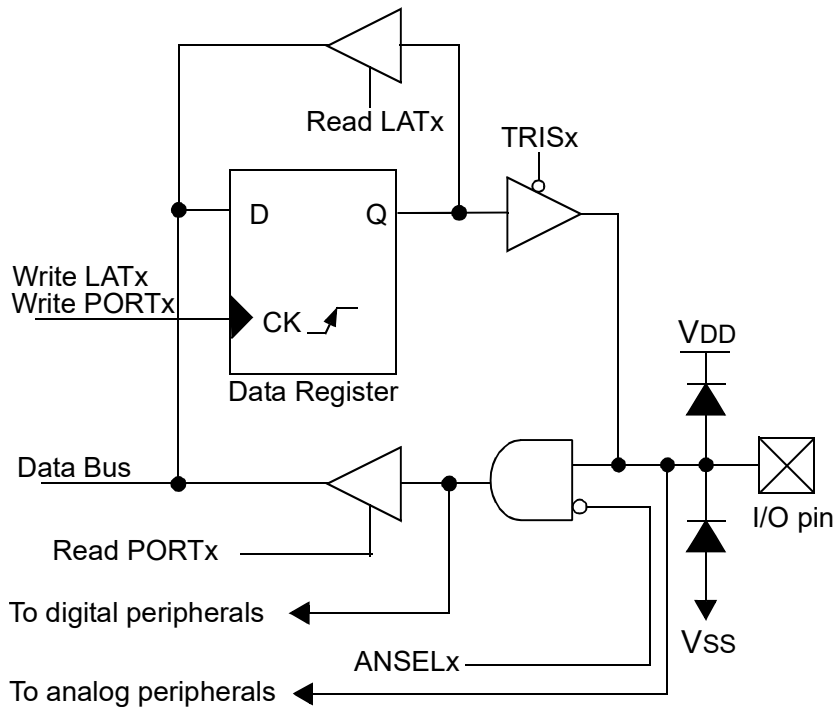 Read LATx
TRISx
D
Q
Write LATx
Write PORTx
CK
VDD
Data Register
Data Bus
I/O pin
Read PORTx
To digital peripherals
VSS
ANSELx
To analog peripherals